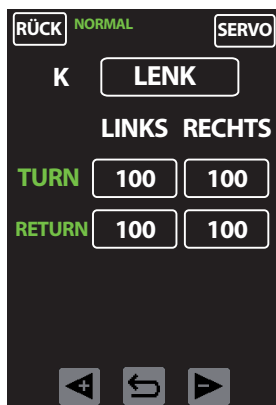 RÜCK NORMAL SERVO
K LENK
LINKS RECHTS
TURN 100 100
RETURN 100 100
+ -